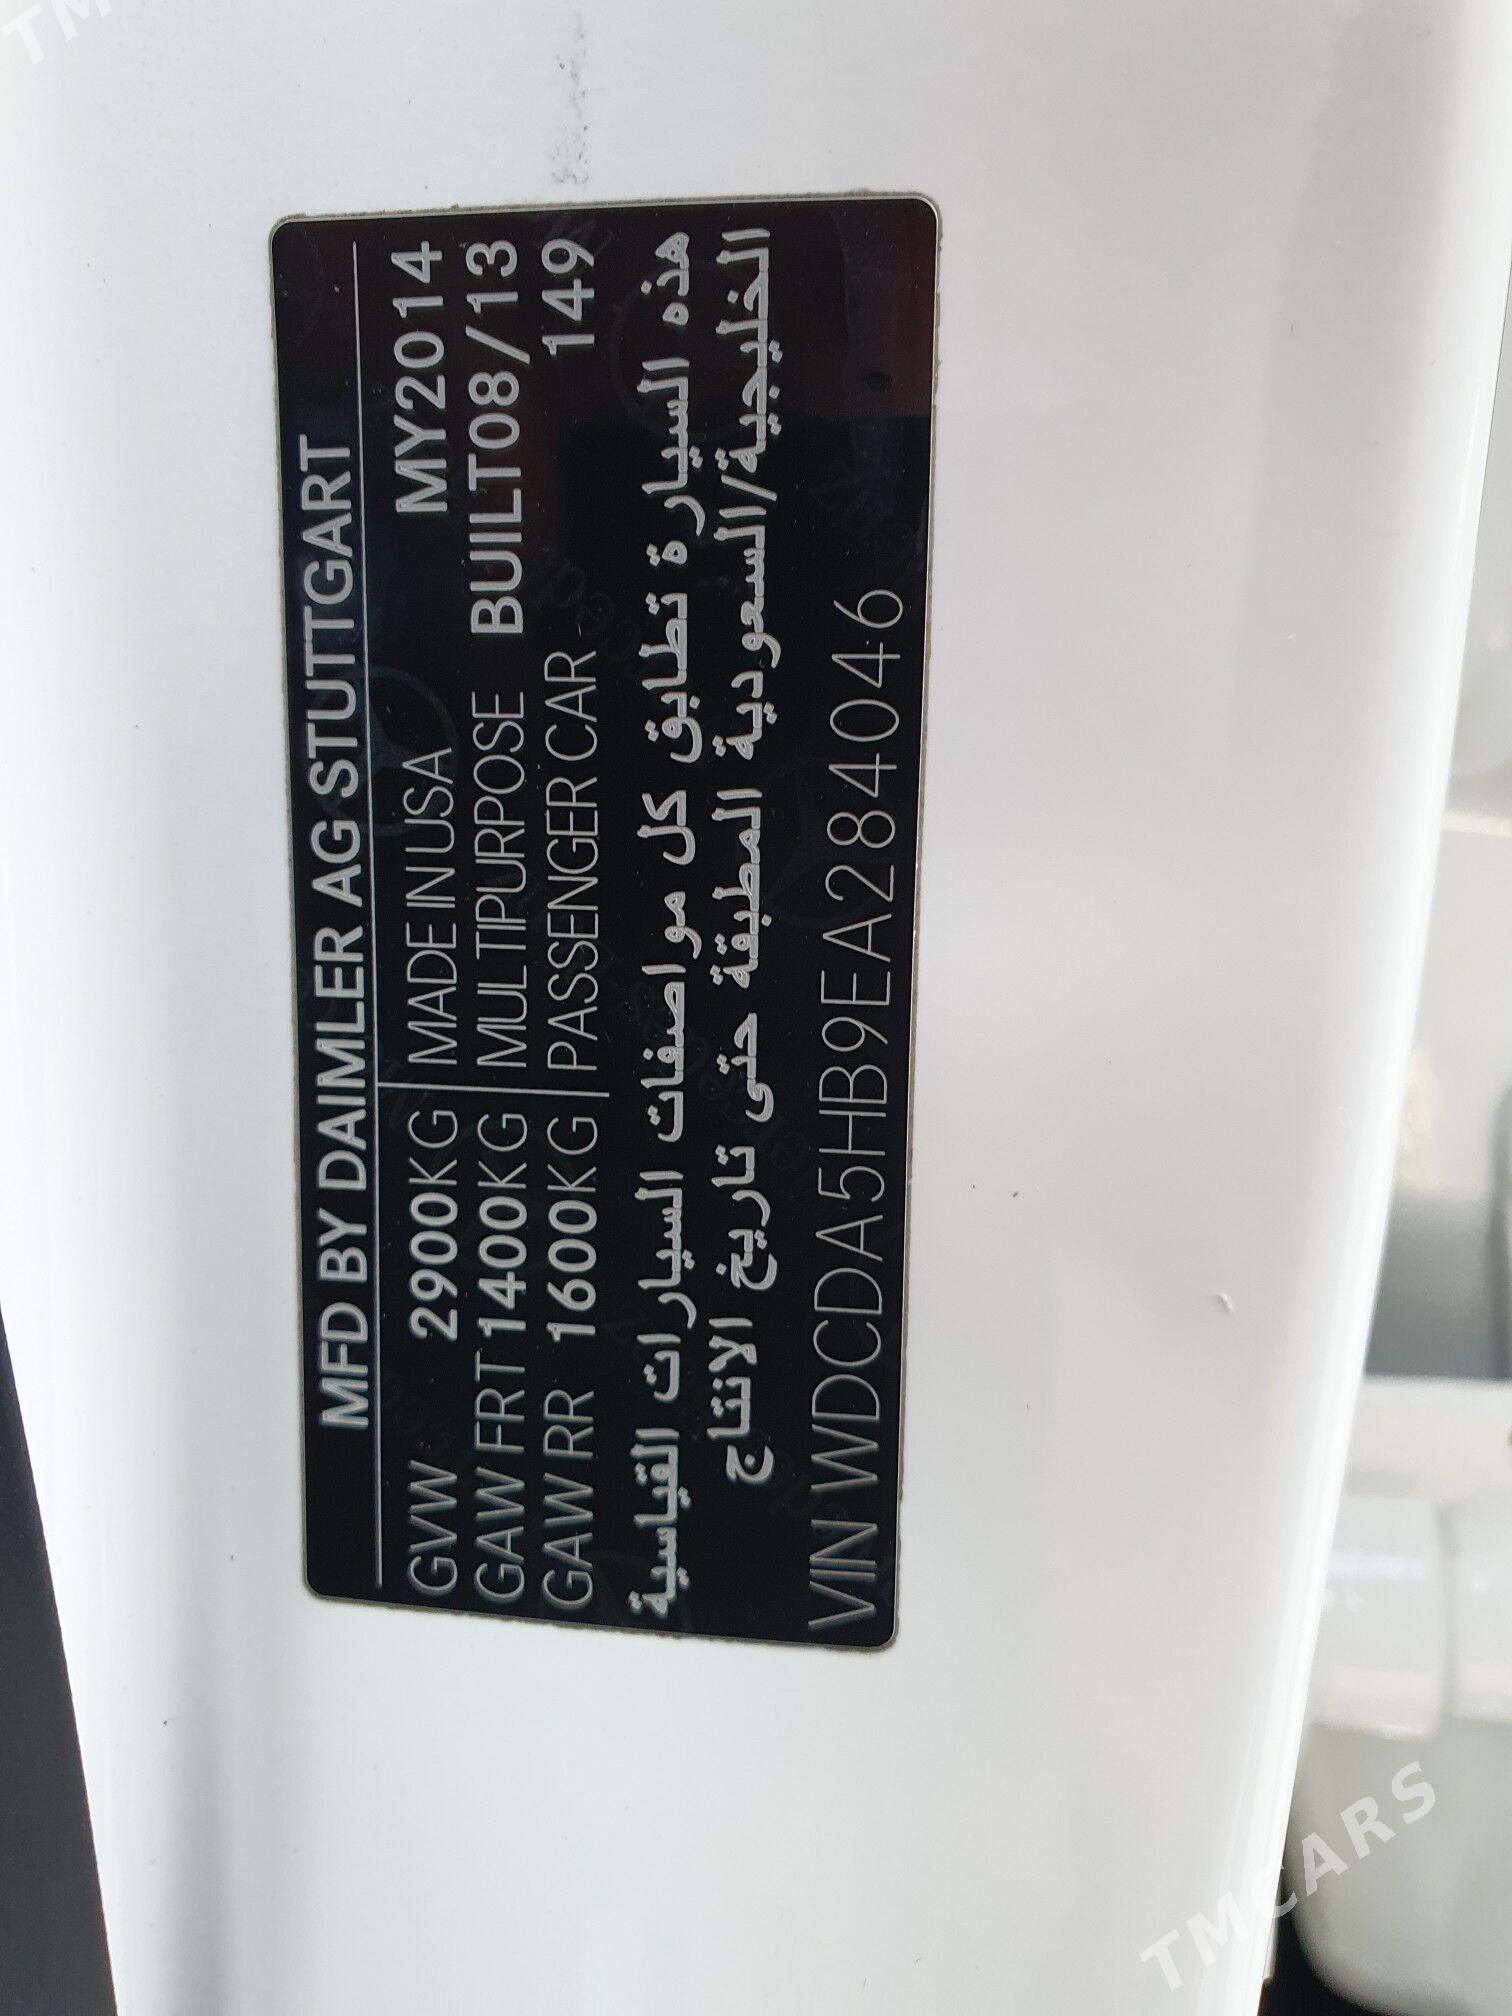 MFD BY DAIMLER AG STUTTGART
GVW 2900KG MADE IN USA MY2014
GAW FRT 1400KG MULTIPURPOSE BUILT08/13
GAW RR 1600KG PASSENGER CAR 149
هذه السيارة تطابق كل مواصفات السيارات القياسية
الخليجية/السعودية المطبقة حتى تاريخ الانتاج
VIN WDCDA5HB9EA284046
TMCARS